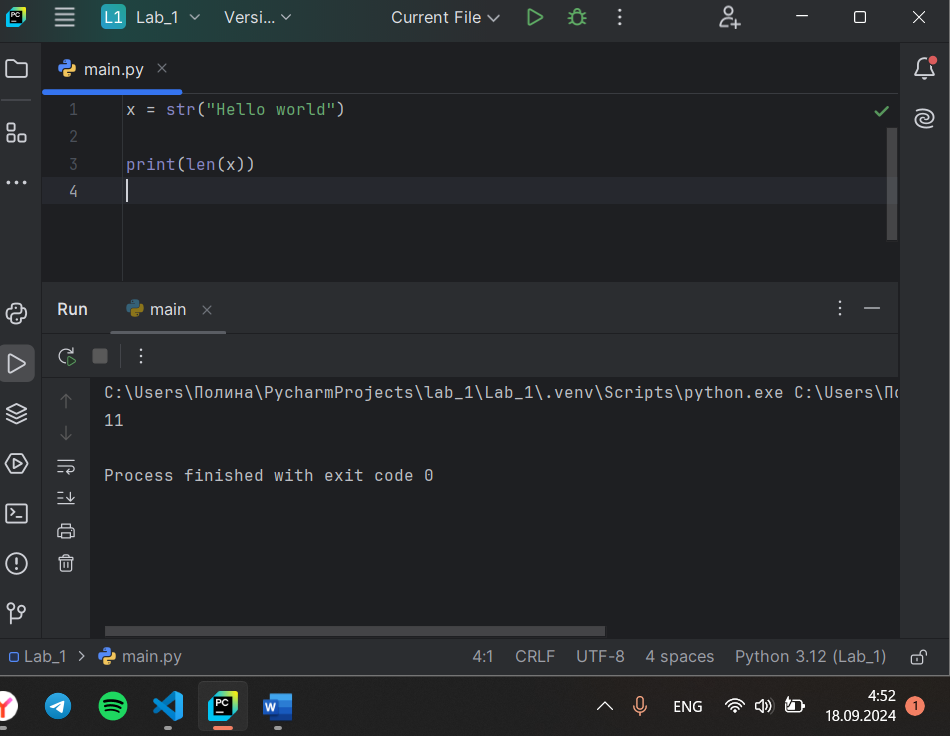 PC L1 Lab_1 Versi... Current File
main.py
1 x = str("Hello world")
2
3 print(len(x))
4
Run main
C:\Users\Полина\PycharmProjects\lab_1\Lab_1\.venv\Scripts\python.exe C:\Users\По
11
Process finished with exit code 0
Lab_1 main.py 4:1 CRLF UTF-8 4 spaces Python 3.12 (Lab_1)
PC W ENG 4:52
18.09.2024 1